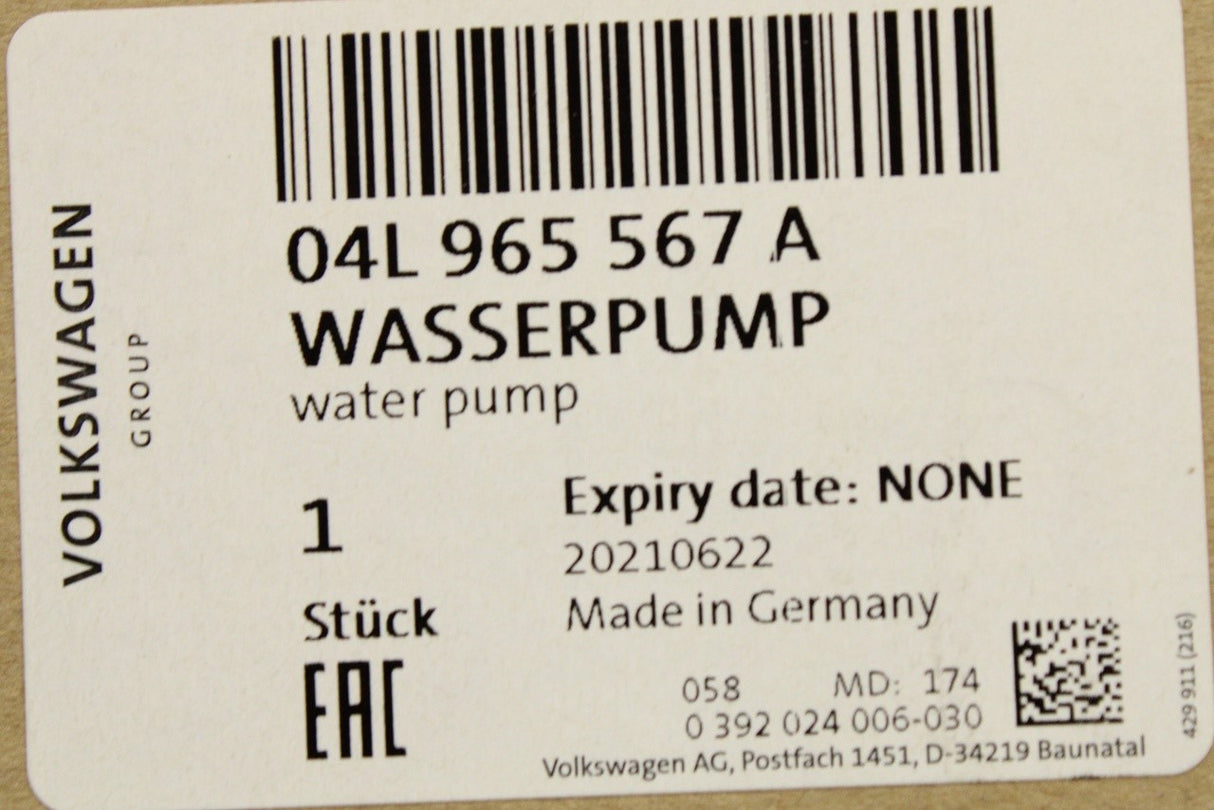 VOLKSWAGEN
GROUP
04L 965 567 A
WASSERPUMP
water pump
1
Stück
EAC
Expiry date: NONE
20210622
Made in Germany
058 MD: 174
0 392 024 006-030
Volkswagen AG, Postfach 1451, D-34219 Baunatal
429 911 (216)